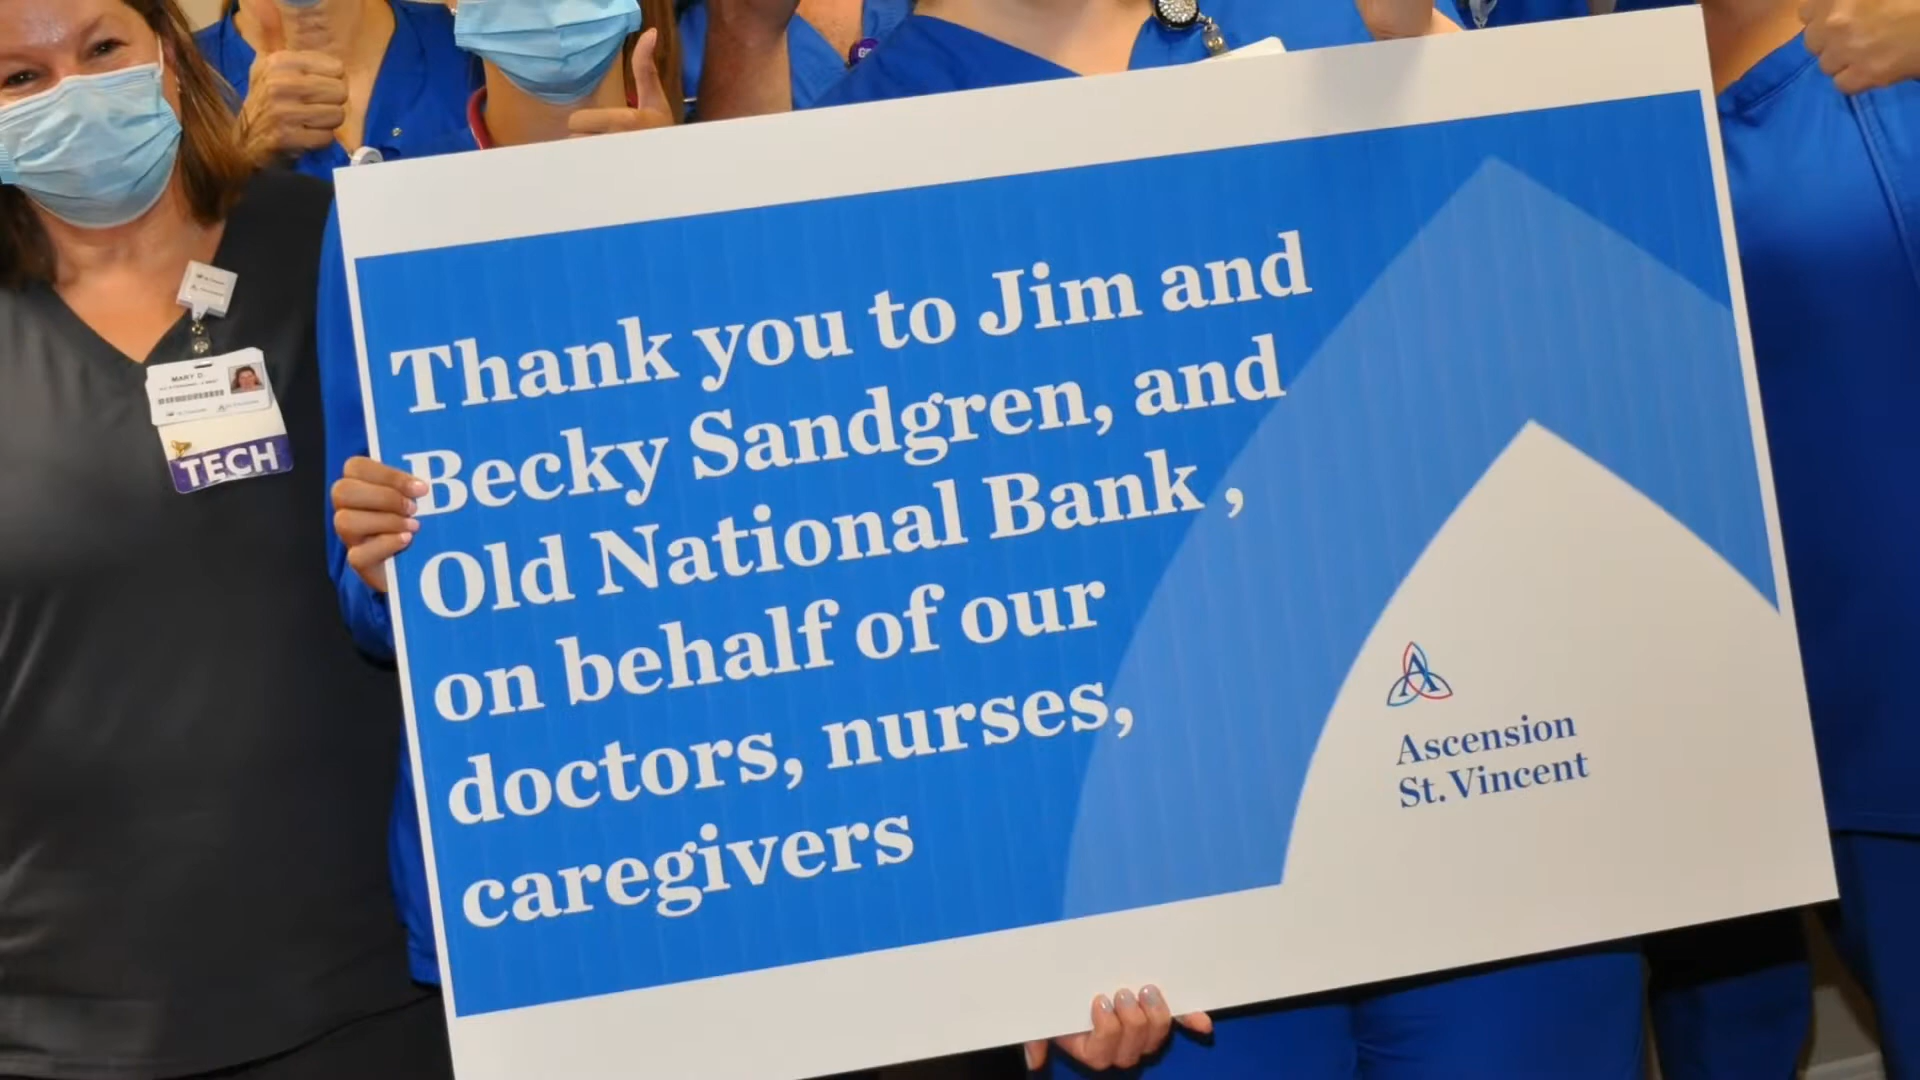 Thank you to Jim and
Becky Sandgren, and
Old National Bank ,
on behalf of our
doctors, nurses,
caregivers
A
Ascension
St. Vincent
MARY D.
TECH